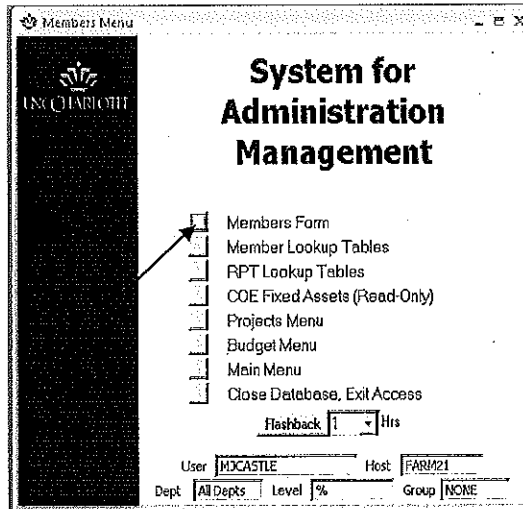 Members Menu
UNC CHARLOTTE
System for
Administration
Management
Members Form
Member Lookup Tables
RPT Lookup Tables
COE Fixed Assets (Read-Only)
Projects Menu
Budget Menu
Main Menu
Close Database, Exit Access
Flashback 1 Hrs
User MJCASTLE Host FARM21
Dept All Depts Level % Group NONE